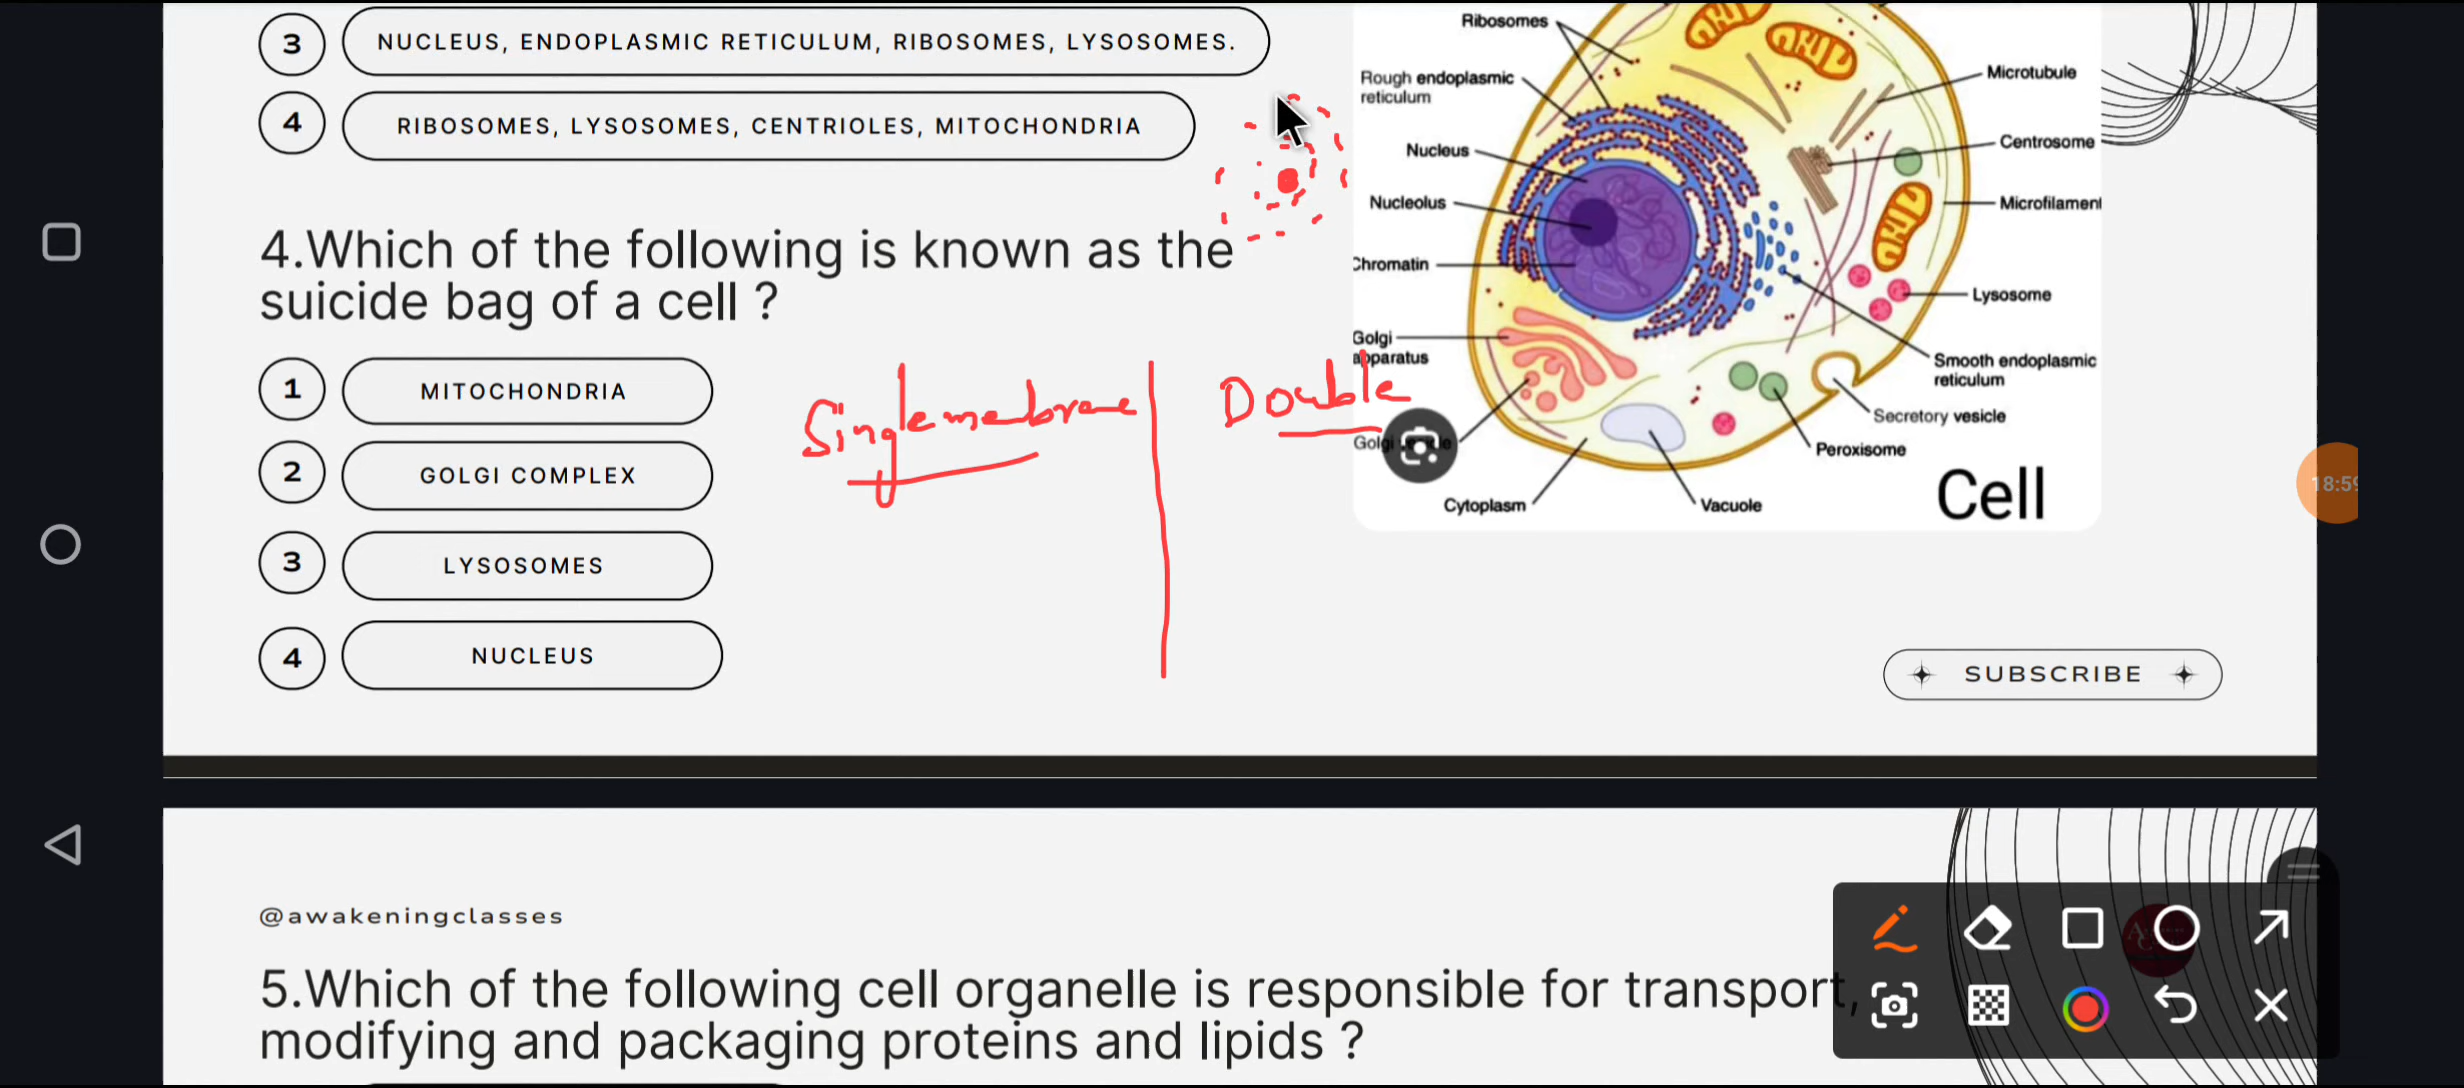 3 NUCLEUS, ENDOPLASMIC RETICULUM, RIBOSOMES, LYSOSOMES.
4 RIBOSOMES, LYSOSOMES, CENTRIOLES, MITOCHONDRIA
4.Which of the following is known as the
suicide bag of a cell ?
1 MITOCHONDRIA
2 GOLGI COMPLEX
3 LYSOSOMES
4 NUCLEUS
Single membrane
Double
Ribosomes
Rough endoplasmic
reticulum
Nucleus
Nucleolus
Chromatin
Golgi
apparatus
Golgi
Cytoplasm
Vacuole
Microtubule
Centrosome
Microfilament
Lysosome
Smooth endoplasmic
reticulum
Secretory vesicle
Peroxisome
Cell
18:59
SUBSCRIBE
@awakeningclasses
5.Which of the following cell organelle is responsible for transport,
modifying and packaging proteins and lipids ?